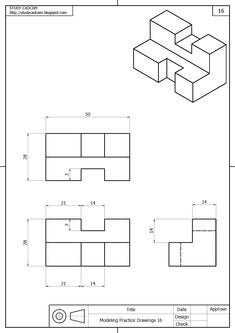 STUDY CADCAM
http://studycadcam.blogspot.com
16
50
28
7
21
14
14
7
14
28
21
14
Title
Date
Approve
Modeling Practice Drawings 16
Design
Check